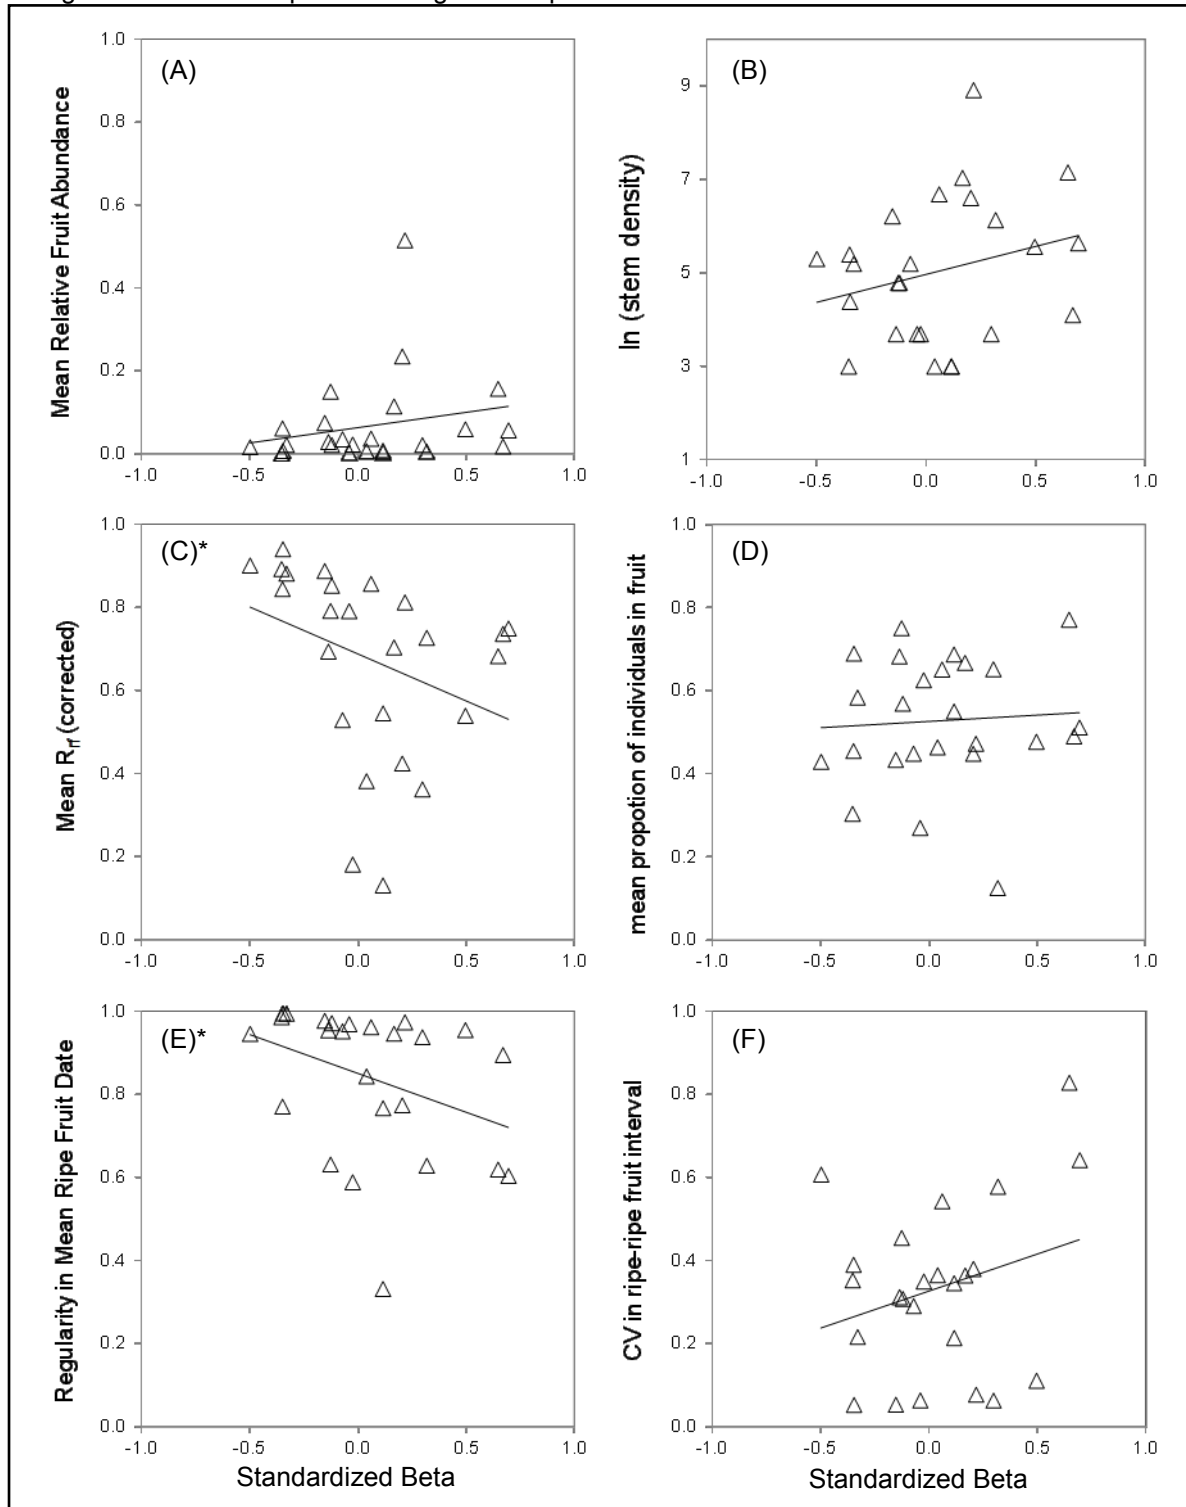 (A)
Mean Relative Fruit Abundance
1.0
0.8
0.6
0.4
0.2
0.0
-1.0 -0.5 0.0 0.5 1.0
(B)
ln (stem density)
9
7
5
3
1
-1.0 -0.5 0.0 0.5 1.0
(C)*
Mean Rrf (corrected)
1.0
0.8
0.6
0.4
0.2
0.0
-1.0 -0.5 0.0 0.5 1.0
(D)
mean propotion of individuals in fruit
1.0
0.8
0.6
0.4
0.2
0.0
-1.0 -0.5 0.0 0.5 1.0
(E)*
Regularity in Mean Ripe Fruit Date
1.0
0.8
0.6
0.4
0.2
0.0
-1.0 -0.5 0.0 0.5 1.0
Standardized Beta
(F)
CV in ripe-ripe fruit interval
1.0
0.8
0.6
0.4
0.2
0.0
-1.0 -0.5 0.0 0.5 1.0
Standardized Beta